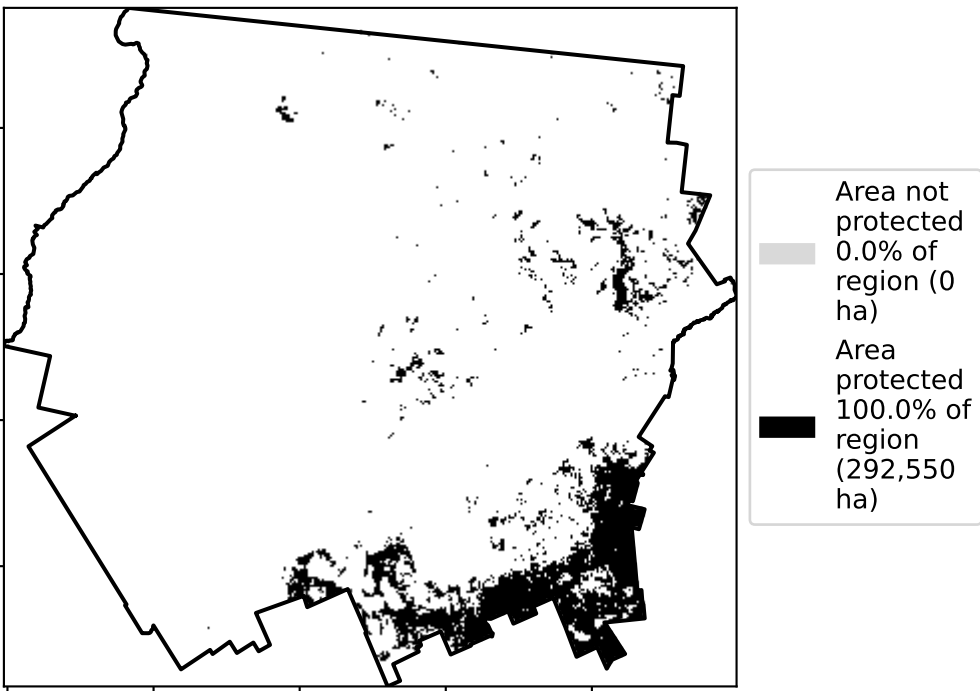 Area not
protected
0.0% of
region (0
ha)
Area
protected
100.0% of
region
(292,550
ha)